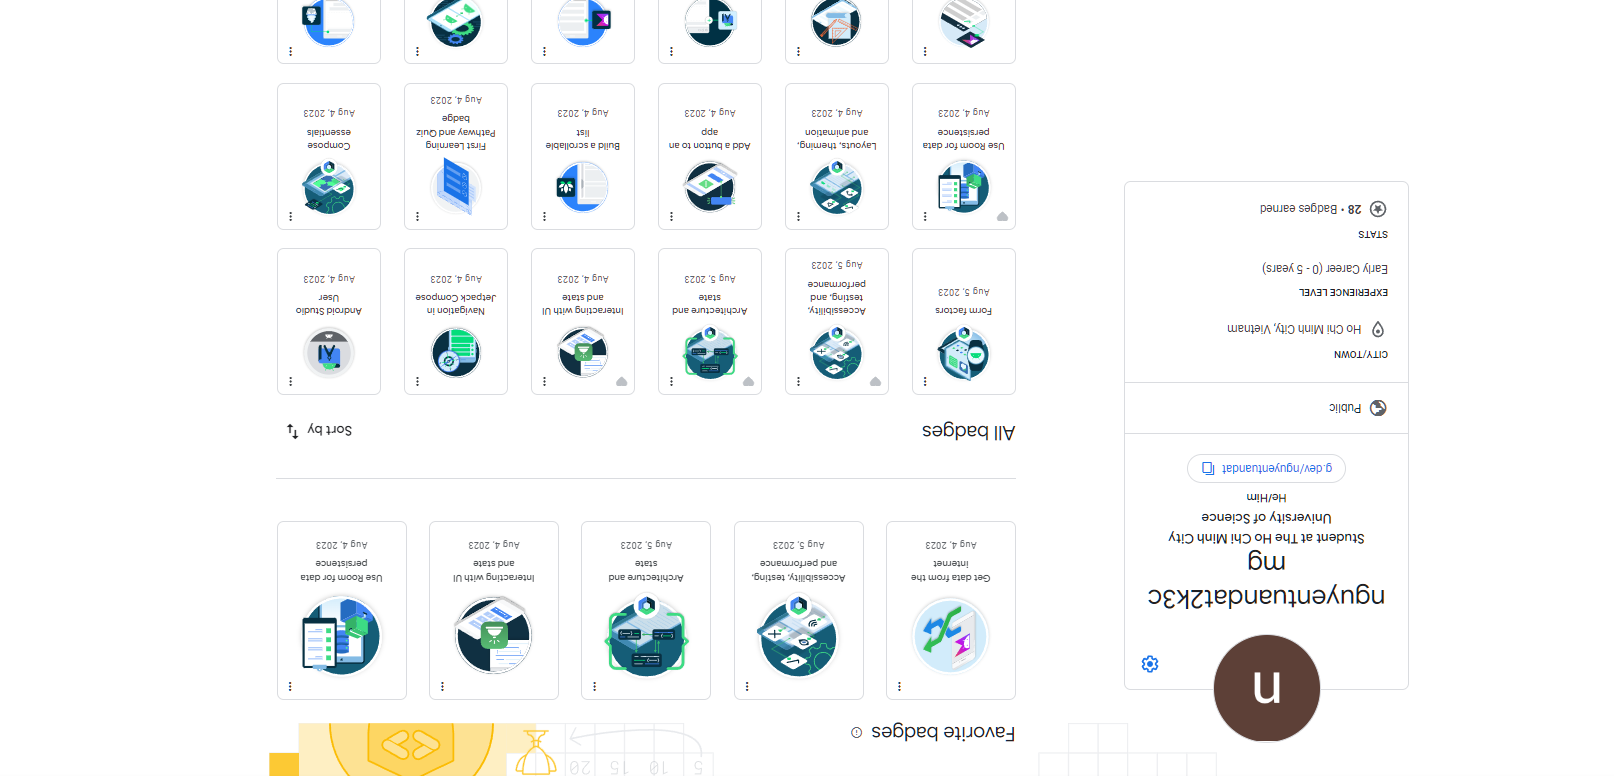 5 10 15 20
n
nguyentuandat2k3c
mg
Student at The Ho Chi Minh City
University of Science
He/Him
g.dev/nguyentuandat
Public
CITY/TOWN
Ho Chi Minh City, Vietnam
EXPERIENCE LEVEL
Early Career (0 - 5 years)
STATS
28 • Badges earned
Favorite badges
Get data from the
internet
Aug 4, 2023
Accessibility, testing,
and performance
Aug 5, 2023
Architecture and
state
Aug 5, 2023
Interacting with UI
and state
Aug 4, 2023
Use Room for data
persistence
Aug 4, 2023
All badges
Sort by
Form factors
Aug 5, 2023
Accessibility,
testing, and
performance
Aug 5, 2023
Architecture and
state
Aug 5, 2023
Interacting with UI
and state
Aug 4, 2023
Navigation in
Jetpack Compose
Aug 4, 2023
Android Studio
User
Aug 4, 2023
Use Room for data
persistence
Aug 4, 2023
Layouts, theming,
and animation
Aug 4, 2023
Add a button to an
app
Aug 4, 2023
Build a scrollable
list
Aug 4, 2023
First Learning
Pathway and Quiz
badge
Aug 4, 2023
Compose
essentials
Aug 4, 2023